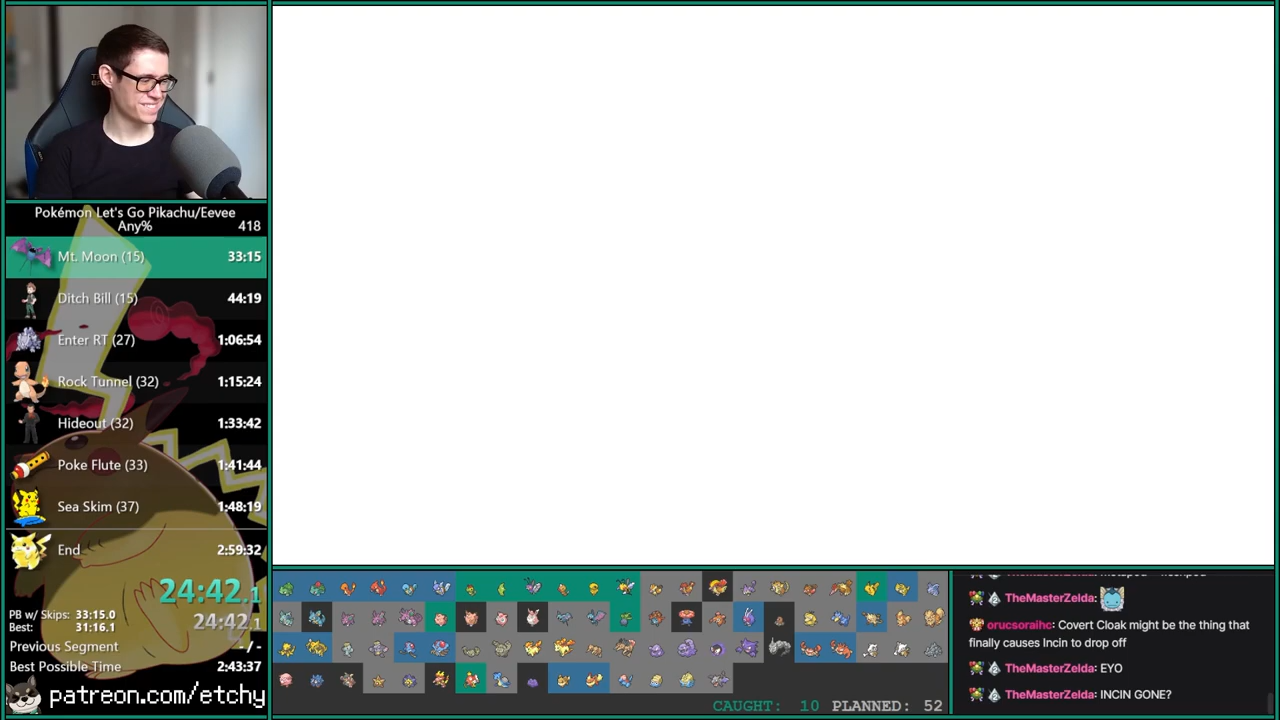 Pokémon Let's Go Pikachu/Eevee
Any% 418
Mt. Moon (15) 33:15
Ditch Bill (15) 44:19
Enter RT (27) 1:06:54
Rock Tunnel (32) 1:15:24
Hideout (32) 1:33:42
Poke Flute (33) 1:41:44
Sea Skim (37) 1:48:19
End 2:59:32
24:42.1
PB w/ Skips: 33:15.0
Best: 31:16.1
24:42.1
Previous Segment - / -
Best Possible Time 2:43:37
patreon.com/etchy
CAUGHT: 10 PLANNED: 52
TheMasterZelda:
orucsoraihc: Covert Cloak might be the thing that
finally causes Incin to drop off
TheMasterZelda: EYO
TheMasterZelda: INCIN GONE?